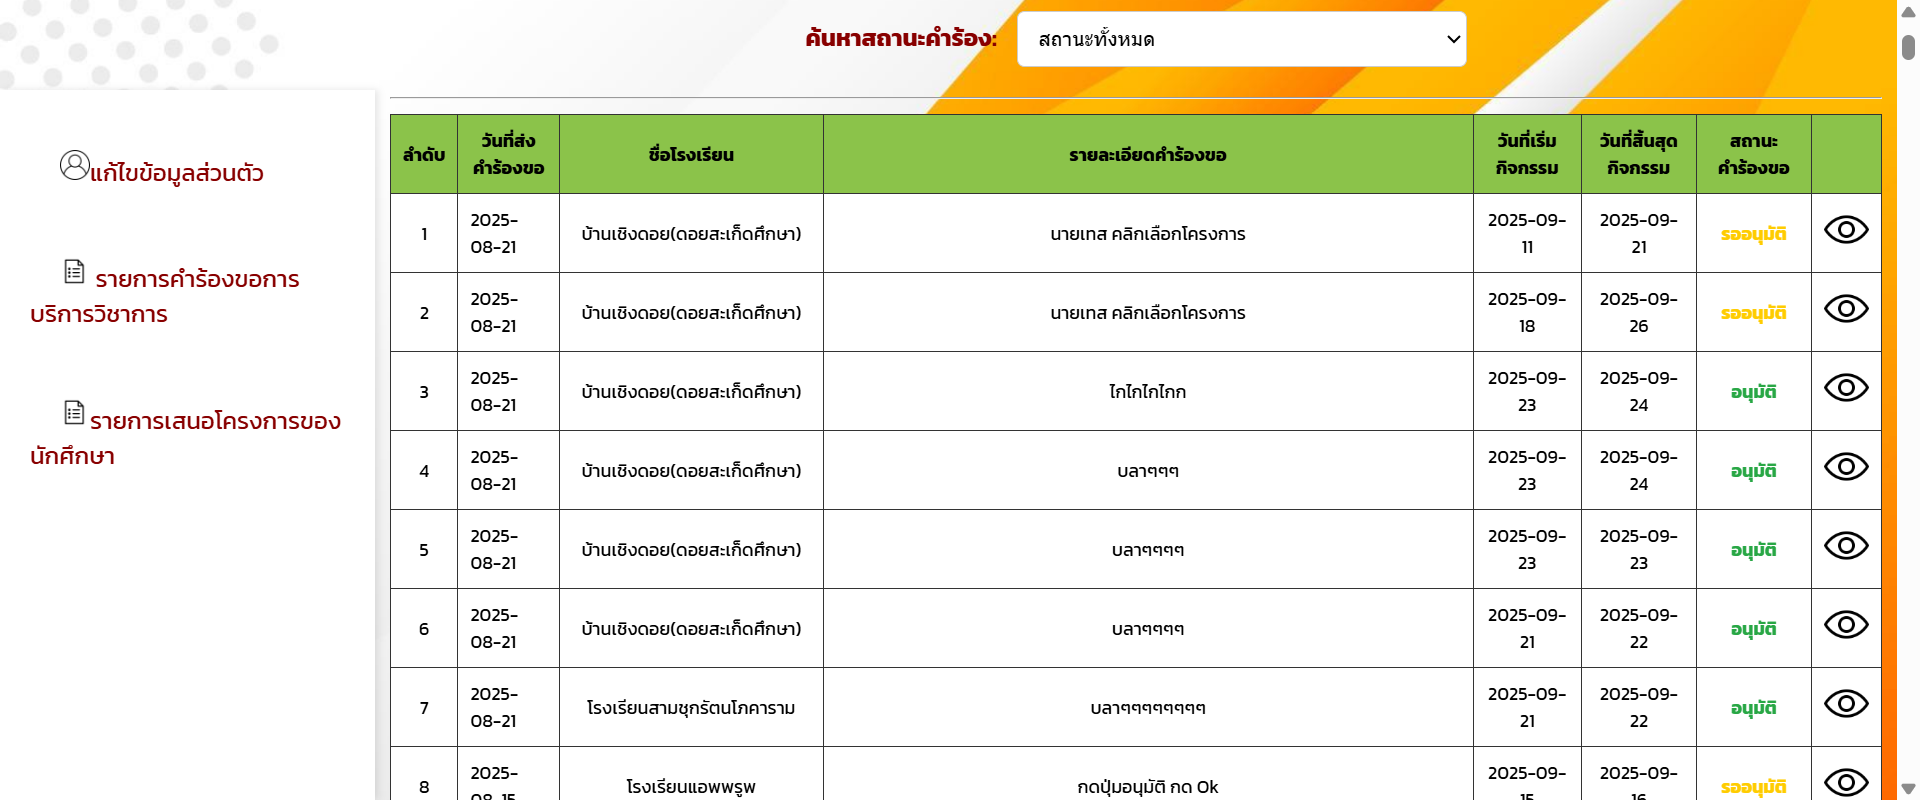 ค้นหาสถานะคำร้อง: สถานะทั้งหมด
แก้ไขข้อมูลส่วนตัว
รายการคำร้องขอการ
บริการวิชาการ
รายการเสนอโครงการของ
นักศึกษา
ลำดับ วันที่ส่งคำร้องขอ ชื่อโรงเรียน รายละเอียดคำร้องขอ วันที่เริ่มกิจกรรม วันที่สิ้นสุดกิจกรรม สถานะคำร้องขอ
1 2025-08-21 บ้านเชิงดอย(ดอยสะเก็ดศึกษา) นายเทส คลิกเลือกโครงการ 2025-09-11 2025-09-21 รออนุมัติ
2 2025-08-21 บ้านเชิงดอย(ดอยสะเก็ดศึกษา) นายเทส คลิกเลือกโครงการ 2025-09-18 2025-09-26 รออนุมัติ
3 2025-08-21 บ้านเชิงดอย(ดอยสะเก็ดศึกษา) ไกไกไกไกก 2025-09-23 2025-09-24 อนุมัติ
4 2025-08-21 บ้านเชิงดอย(ดอยสะเก็ดศึกษา) บลาๆๆๆ 2025-09-23 2025-09-24 อนุมัติ
5 2025-08-21 บ้านเชิงดอย(ดอยสะเก็ดศึกษา) บลาๆๆๆๆ 2025-09-23 2025-09-23 อนุมัติ
6 2025-08-21 บ้านเชิงดอย(ดอยสะเก็ดศึกษา) บลาๆๆๆๆ 2025-09-21 2025-09-22 อนุมัติ
7 2025-08-21 โรงเรียนสามชุกรัตนโภคาราม บลาๆๆๆๆๆๆๆๆ 2025-09-21 2025-09-22 อนุมัติ
8 2025-08-15 โรงเรียนแอพพรูพ กดปุ่มอนุมัติ กด Ok 2025-09-15 2025-09-16 รออนุมัติ